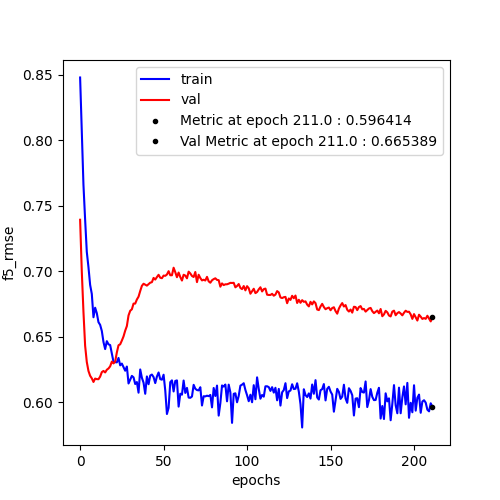 0.85
0.80
0.75
0.70
0.65
0.60
f5_rmse
train
val
Metric at epoch 211.0 : 0.596414
Val Metric at epoch 211.0 : 0.665389
0 50 100 150 200
epochs